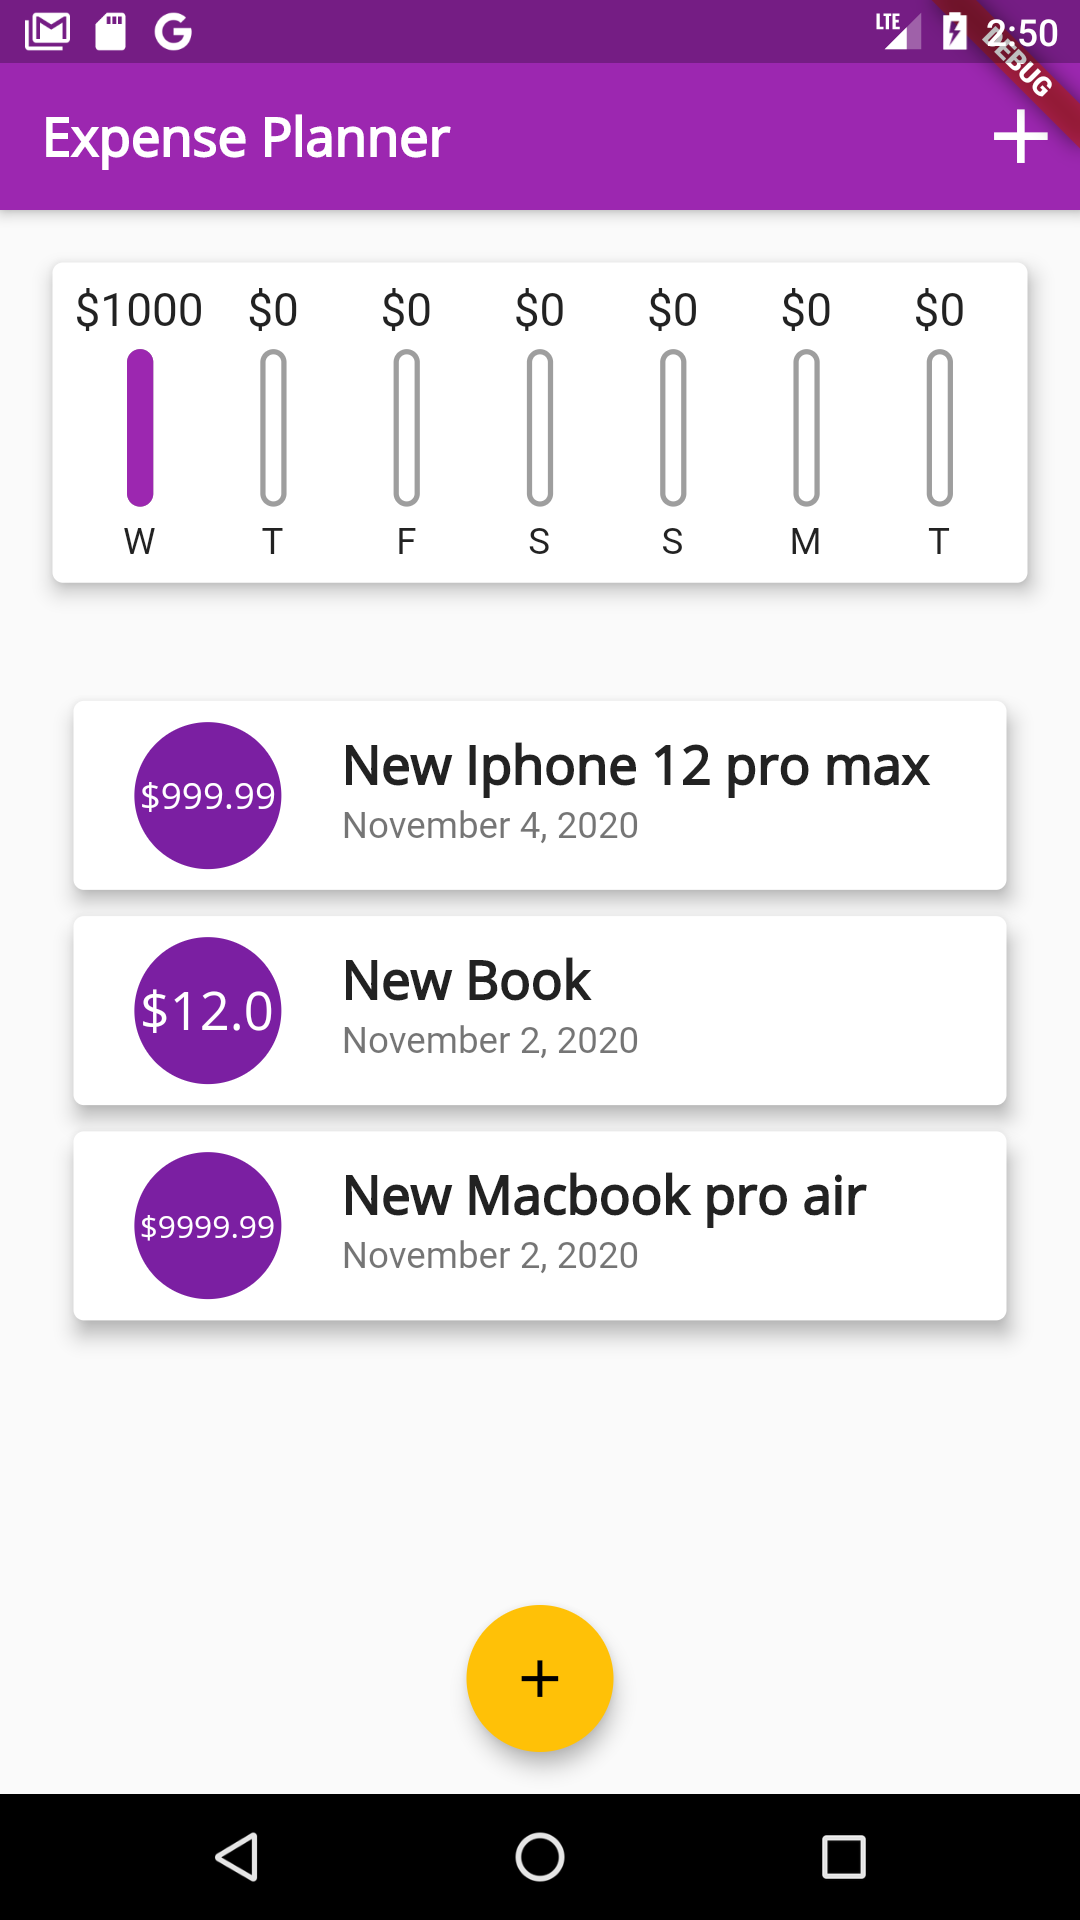 LTE 2:50
DEBUG
Expense Planner
$1000 $0 $0 $0 $0 $0 $0
W T F S S M T
$999.99
New Iphone 12 pro max
November 4, 2020
$12.0
New Book
November 2, 2020
$9999.99
New Macbook pro air
November 2, 2020